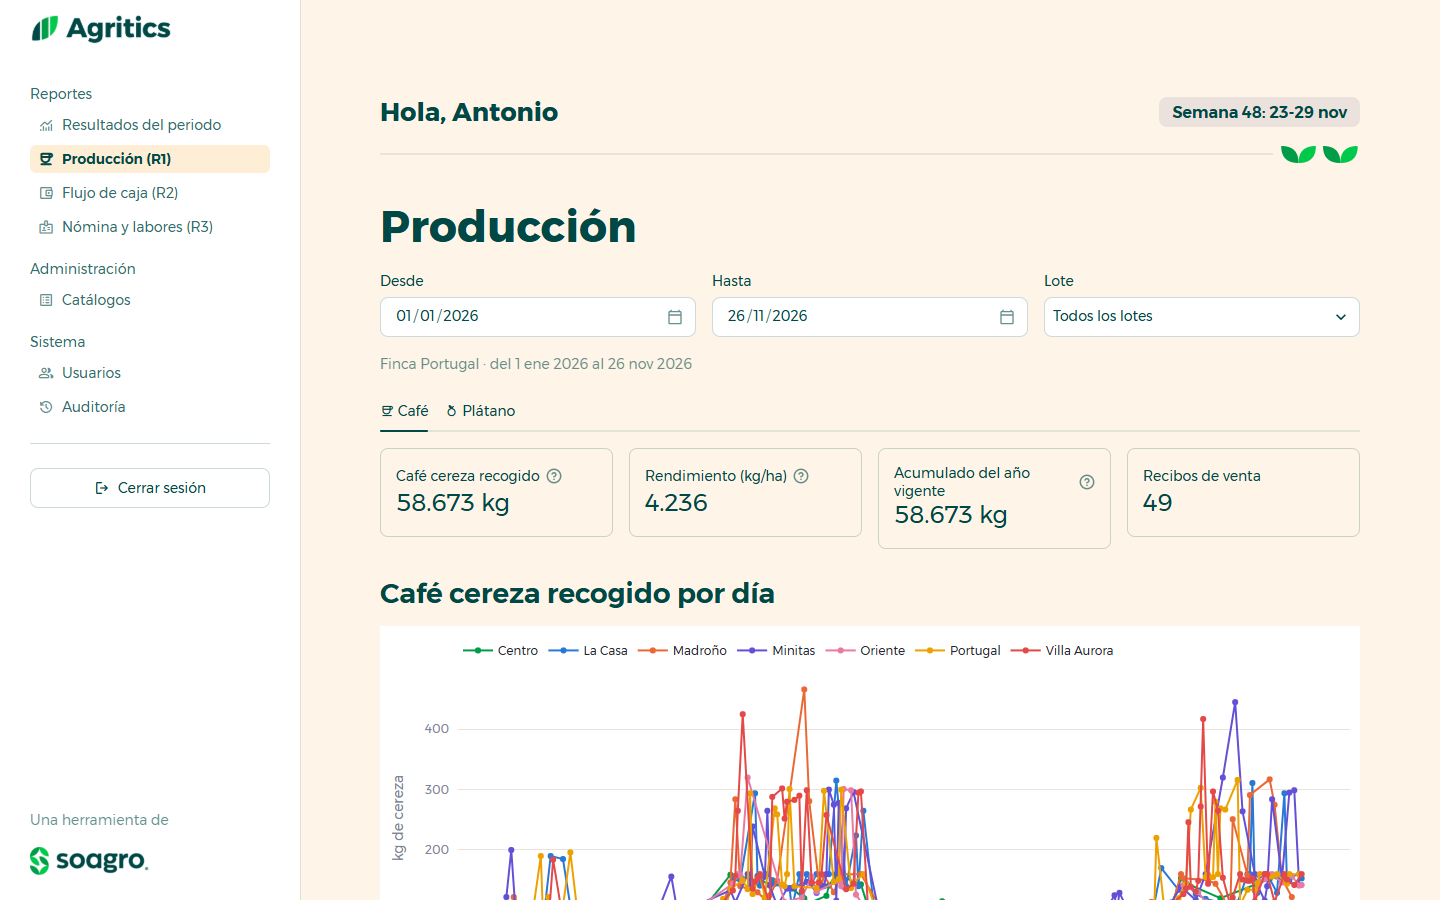 Agritics
Reportes
Resultados del periodo
Producción (R1)
Flujo de caja (R2)
Nómina y labores (R3)
Administración
Catálogos
Sistema
Usuarios
Auditoría
Cerrar sesión
Una herramienta de
soagro.
Hola, Antonio
Semana 48: 23-29 nov
Producción
Desde
Hasta
Lote
01/01/2026
26/11/2026
Todos los lotes
Finca Portugal · del 1 ene 2026 al 26 nov 2026
Café
Plátano
Café cereza recogido
58.673 kg
Rendimiento (kg/ha)
4.236
Acumulado del año
vigente
58.673 kg
Recibos de venta
49
Café cereza recogido por día
Centro
La Casa
Madroño
Minitas
Oriente
Portugal
Villa Aurora
kg de cereza
400
300
200